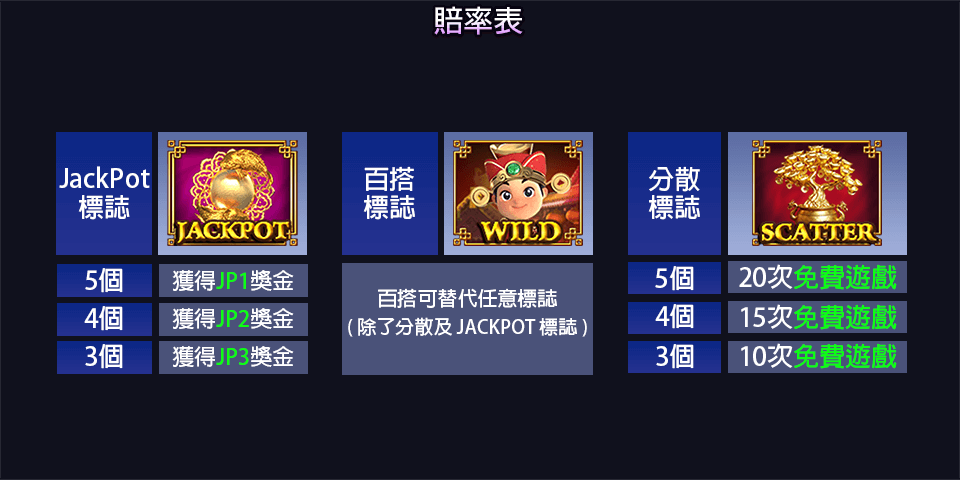 賠率表
JackPot
標誌
JACKPOT
5個 獲得JP1獎金
4個 獲得JP2獎金
3個 獲得JP3獎金
百搭
標誌
WILD
百搭可替代任意標誌
( 除了分散及 JACKPOT 標誌 )
分散
標誌
SCATTER
5個 20次免費遊戲
4個 15次免費遊戲
3個 10次免費遊戲